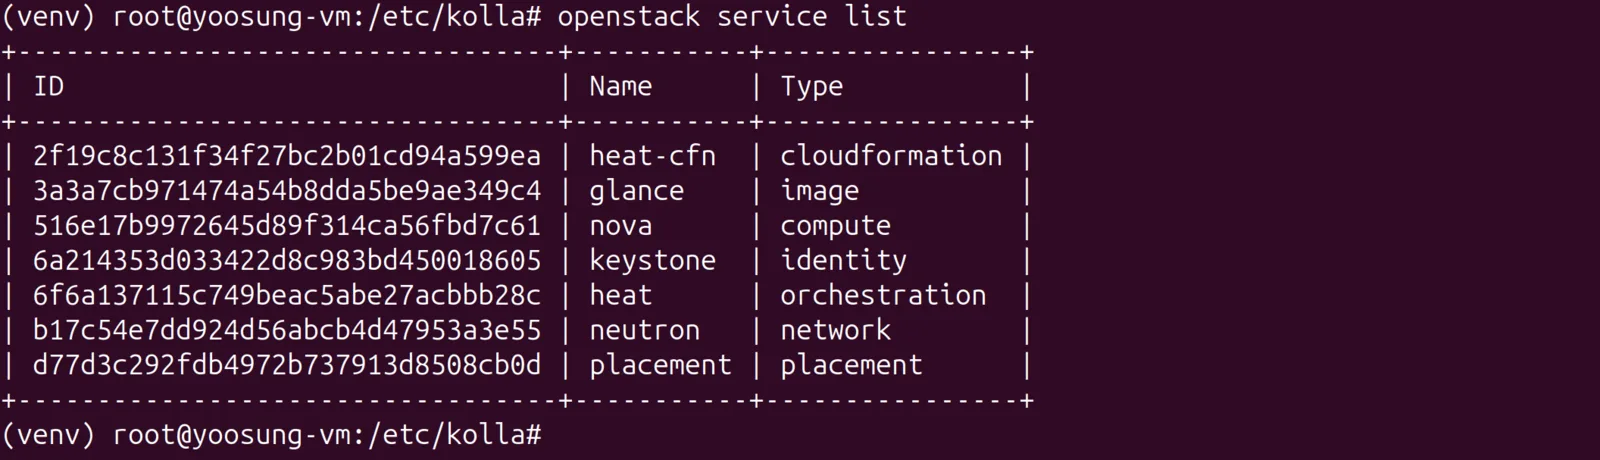 (venv) root@yoosung-vm:/etc/kolla# openstack service list
+----------------------------------+-----------+----------------+
| ID                               | Name      | Type           |
+----------------------------------+-----------+----------------+
| 2f19c8c131f34f27bc2b01cd94a599ea | heat-cfn  | cloudformation |
| 3a3a7cb971474a54b8dda5be9ae349c4 | glance    | image          |
| 516e17b9972645d89f314ca56fbd7c61 | nova      | compute        |
| 6a214353d033422d8c983bd450018605 | keystone  | identity       |
| 6f6a137115c749beac5abe27acbbb28c | heat      | orchestration  |
| b17c54e7dd924d56abcb4d47953a3e55 | neutron   | network        |
| d77d3c292fdb4972b737913d8508cb0d | placement | placement      |
+----------------------------------+-----------+----------------+
(venv) root@yoosung-vm:/etc/kolla#